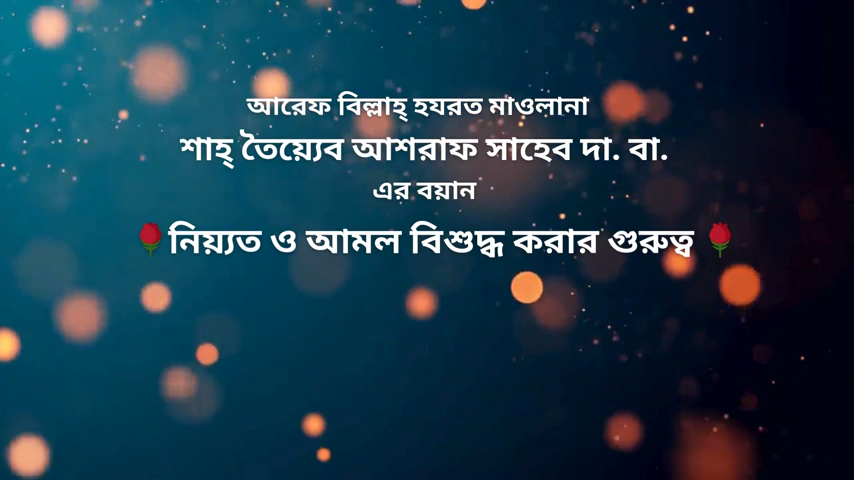 আরেফ বিল্লাহ্ হযরত মাওলানা
শাহ্ তৈয়্যেব আশরাফ সাহেব দা. বা.
এর বয়ান
🌹নিয়্যত ও আমল বিশুদ্ধ করার গুরুত্ব 🌹